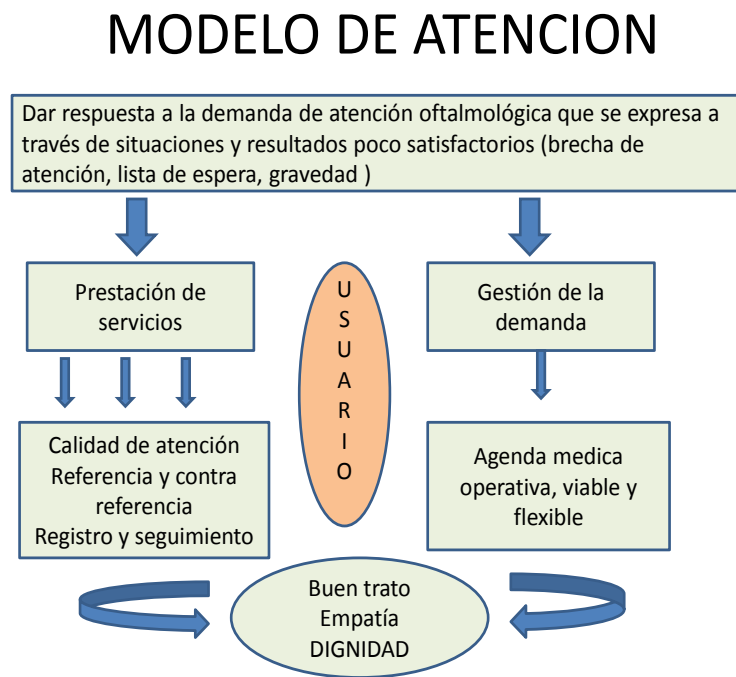 MODELO DE ATENCION
Dar respuesta a la demanda de atención oftalmológica que se expresa a
través de situaciones y resultados poco satisfactorios (brecha de
atención, lista de espera, gravedad )
Prestación de
servicios
U
S
U
A
R
I
O
Gestión de la
demanda
Calidad de atención
Referencia y contra
referencia
Registro y seguimiento
Agenda medica
operativa, viable y
flexible
Buen trato
Empatía
DIGNIDAD